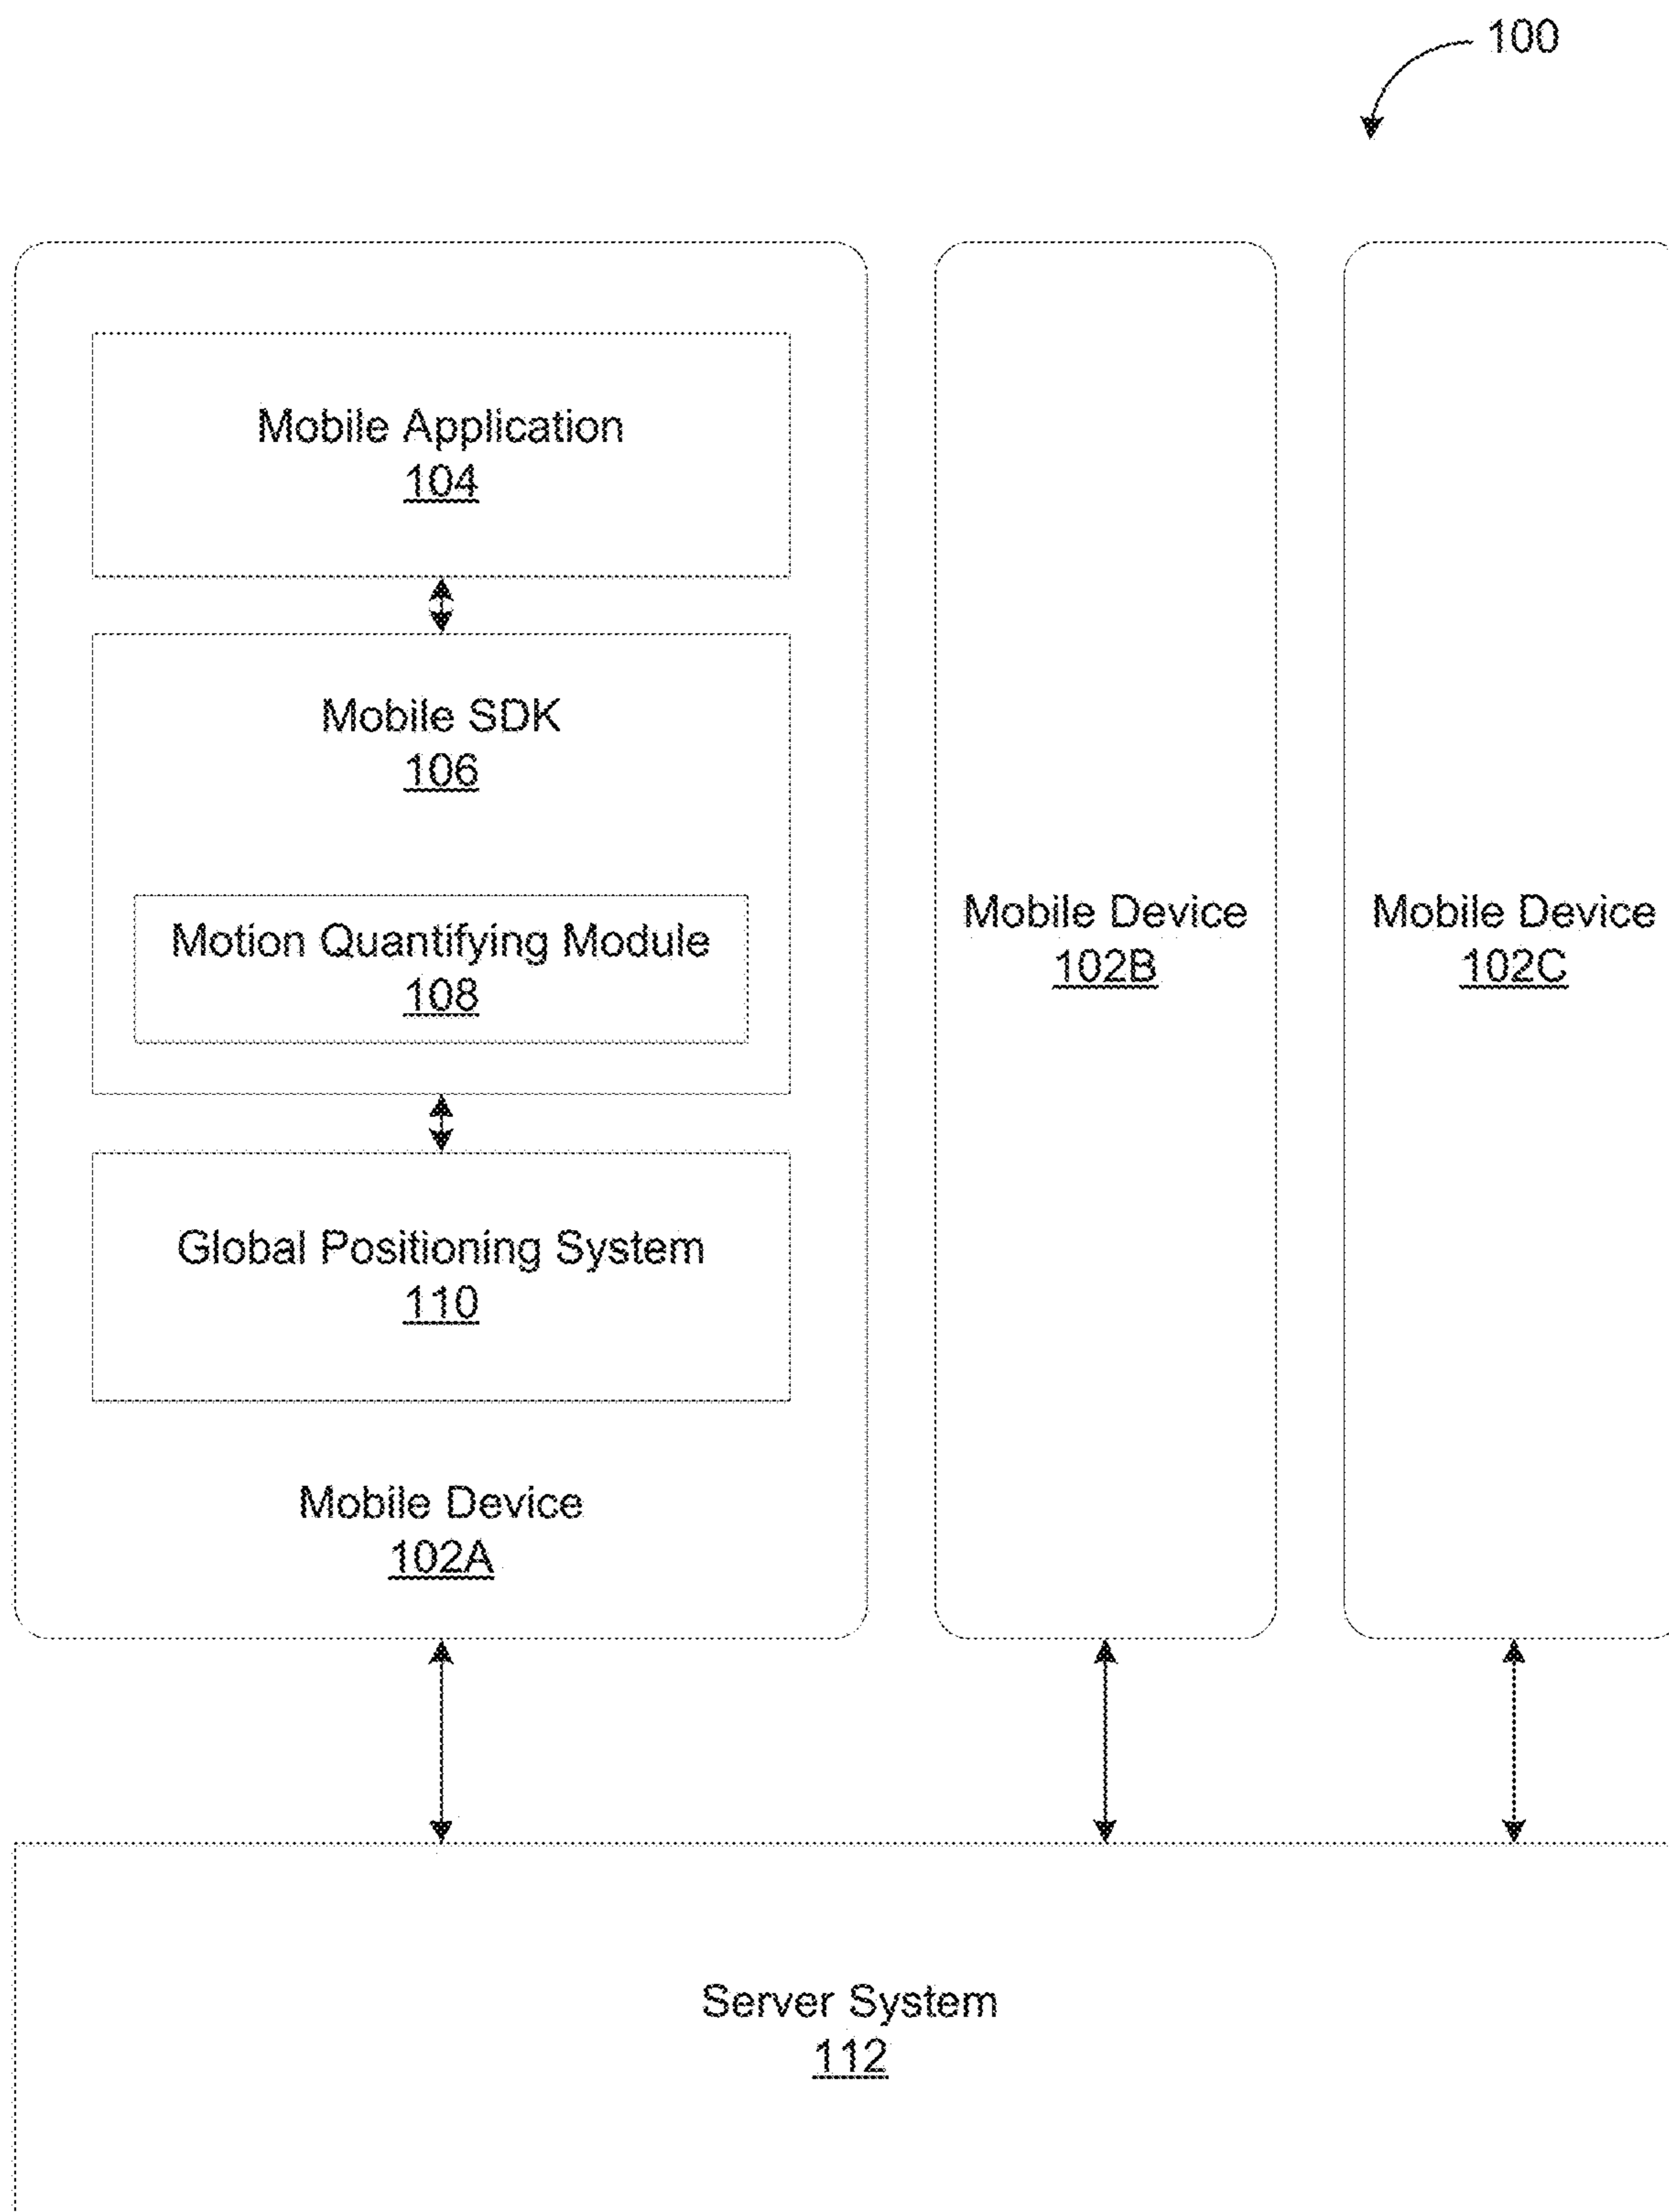 100
Mobile Application
104
Mobile SDK
106
Motion Quantifying Module
108
Global Positioning System
110
Mobile Device
102A
Mobile Device
102B
Mobile Device
102C
Server System
112